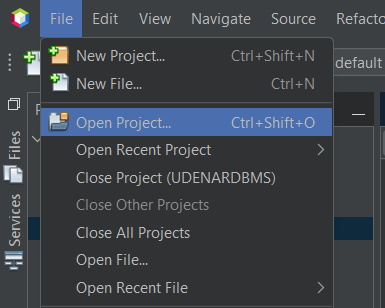 File Edit View Navigate Source Refacto
New Project... Ctrl+Shift+N
New File... Ctrl+N
default
Open Project... Ctrl+Shift+O
Open Recent Project
Close Project (UDENARDBMS)
Close Other Projects
Close All Projects
Open File...
Open Recent File
Files
Services